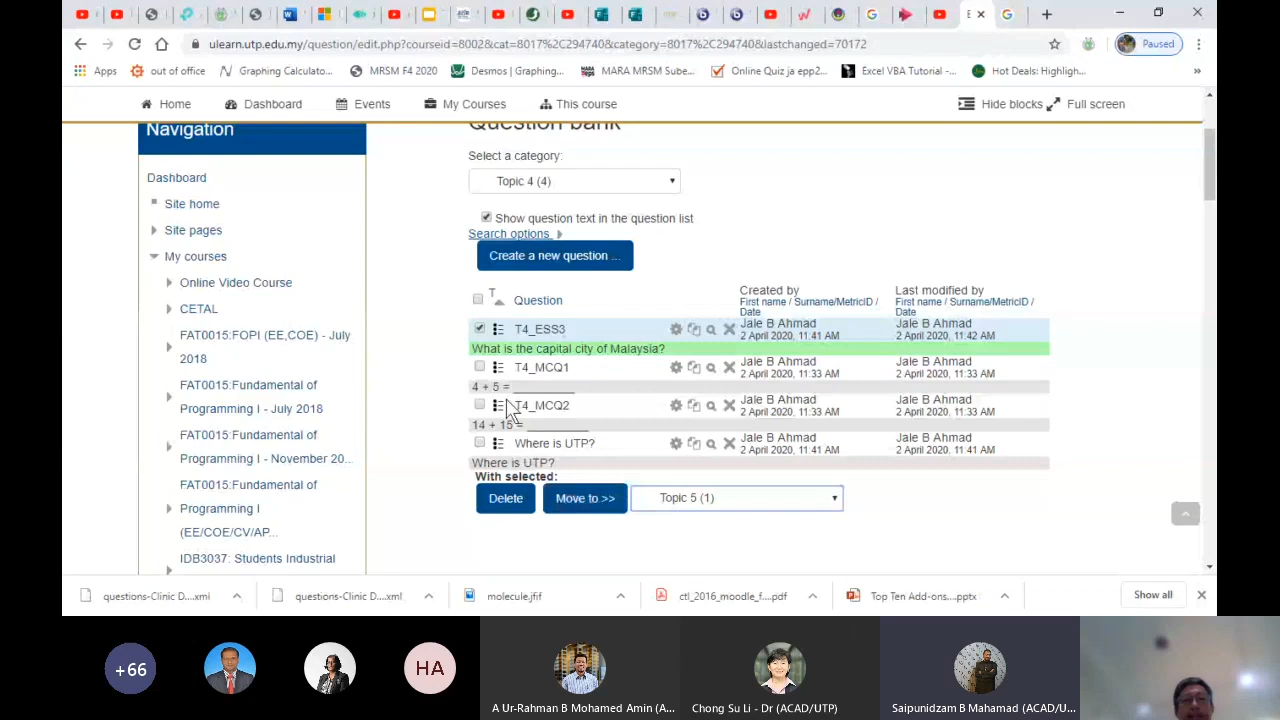 E
Paused
ulearn.utp.edu.my/question/edit.php?courseid=8002&cat=8017%2C294740&category=8017%2C294740&lastchanged=70172
Apps
out of office
Graphing Calculato...
MRSM F4 2020
Desmos | Graphing...
MARA MRSM Sube...
Online Quiz ja epp2...
Excel VBA Tutorial -...
Hot Deals: Highligh...
Home
Dashboard
Events
My Courses
This course
Hide blocks
Full screen
Navigation
Dashboard
Site home
Site pages
My courses
Online Video Course
CETAL
FAT0015:FOPI (EE,COE) - July
2018
FAT0015:Fundamental of
Programming I - July 2018
FAT0015:Fundamental of
Programming I - November 20...
FAT0015:Fundamental of
Programming I
(EE/COE/CV/AP...
IDB3037: Students Industrial
Question bank
Select a category:
Topic 4 (4)
Show question text in the question list
Search options
Create a new question ...
T
Question
Created by
First name / Surname/MetricID /
Date
Last modified by
First name / Surname/MetricID /
Date
T4_ESS3
Jale B Ahmad
2 April 2020, 11:41 AM
Jale B Ahmad
2 April 2020, 11:42 AM
What is the capital city of Malaysia?
T4_MCQ1
Jale B Ahmad
2 April 2020, 11:33 AM
Jale B Ahmad
2 April 2020, 11:33 AM
4 + 5 = ________
T4_MCQ2
Jale B Ahmad
2 April 2020, 11:33 AM
Jale B Ahmad
2 April 2020, 11:33 AM
14 + 15 = ________
Where is UTP?
Jale B Ahmad
2 April 2020, 11:41 AM
Jale B Ahmad
2 April 2020, 11:41 AM
Where is UTP?
With selected:
Delete
Move to >>
Topic 5 (1)
questions-Clinic D....xml
questions-Clinic D....xml
molecule.jfif
ctl_2016_moodle_f....pdf
Top Ten Add-ons....pptx
Show all
+66
HA
A Ur-Rahman B Mohamed Amin (A...
Chong Su Li - Dr (ACAD/UTP)
Saipunidzam B Mahamad (ACAD/U...